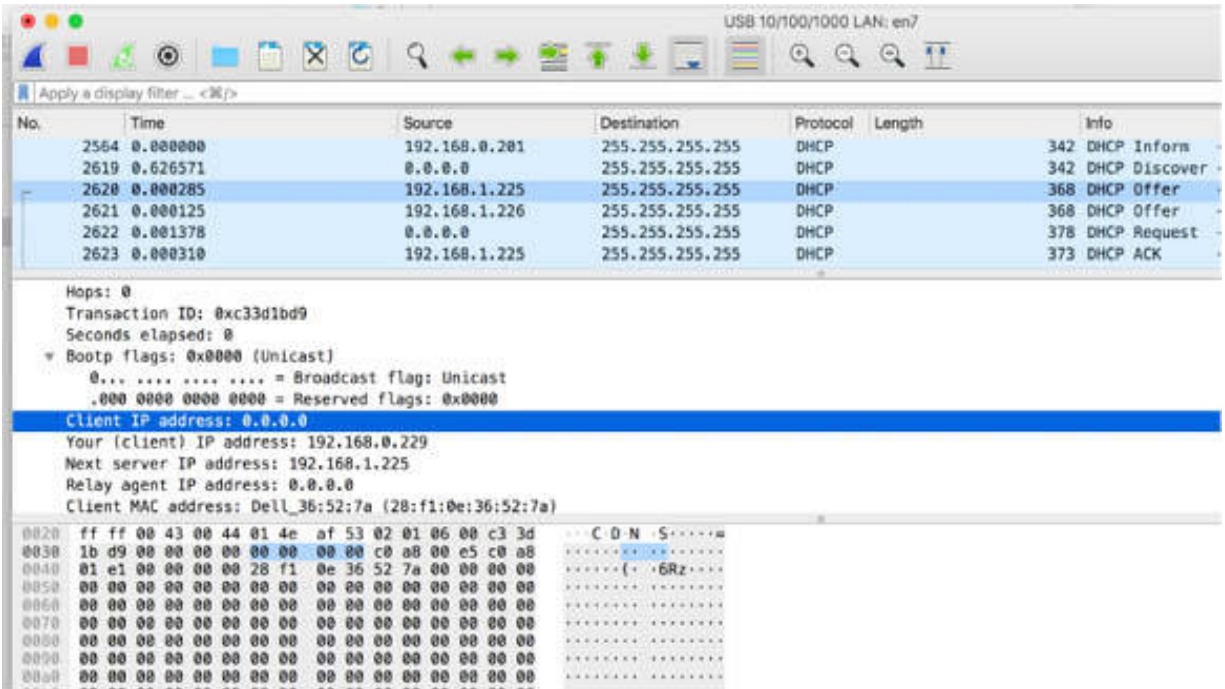 USB 10/100/1000 LAN: en7
Apply a display filter ... <⌘/>
No. Time Source Destination Protocol Length Info
2564 0.000000 192.168.0.201 255.255.255.255 DHCP 342 DHCP Inform
2619 0.626571 0.0.0.0 255.255.255.255 DHCP 342 DHCP Discover
2620 0.000285 192.168.1.225 255.255.255.255 DHCP 368 DHCP Offer
2621 0.000125 192.168.1.226 255.255.255.255 DHCP 368 DHCP Offer
2622 0.001378 0.0.0.0 255.255.255.255 DHCP 378 DHCP Request
2623 0.000310 192.168.1.225 255.255.255.255 DHCP 373 DHCP ACK
Hops: 0
Transaction ID: 0xc33d1bd9
Seconds elapsed: 0
Bootp flags: 0x0000 (Unicast)
0... .... .... .... = Broadcast flag: Unicast
.000 0000 0000 0000 = Reserved flags: 0x0000
Client IP address: 0.0.0.0
Your (client) IP address: 192.168.0.229
Next server IP address: 192.168.1.225
Relay agent IP address: 0.0.0.0
Client MAC address: Dell_36:52:7a (28:f1:0e:36:52:7a)
0020 ff ff 00 43 00 44 01 4e af 53 02 01 06 00 c3 3d ···C·D·N ·S·····=
0030 1b d9 00 00 00 00 00 00 00 00 c0 a8 00 e5 c0 a8 ········ ········
0040 01 e1 00 00 00 00 28 f1 0e 36 52 7a 00 00 00 00 ······(· ·6Rz····
0050 00 00 00 00 00 00 00 00 00 00 00 00 00 00 00 00 ········ ········
0060 00 00 00 00 00 00 00 00 00 00 00 00 00 00 00 00 ········ ········
0070 00 00 00 00 00 00 00 00 00 00 00 00 00 00 00 00 ········ ········
0080 00 00 00 00 00 00 00 00 00 00 00 00 00 00 00 00 ········ ········
0090 00 00 00 00 00 00 00 00 00 00 00 00 00 00 00 00 ········ ········
00a0 00 00 00 00 00 00 00 00 00 00 00 00 00 00 00 00 ········ ········